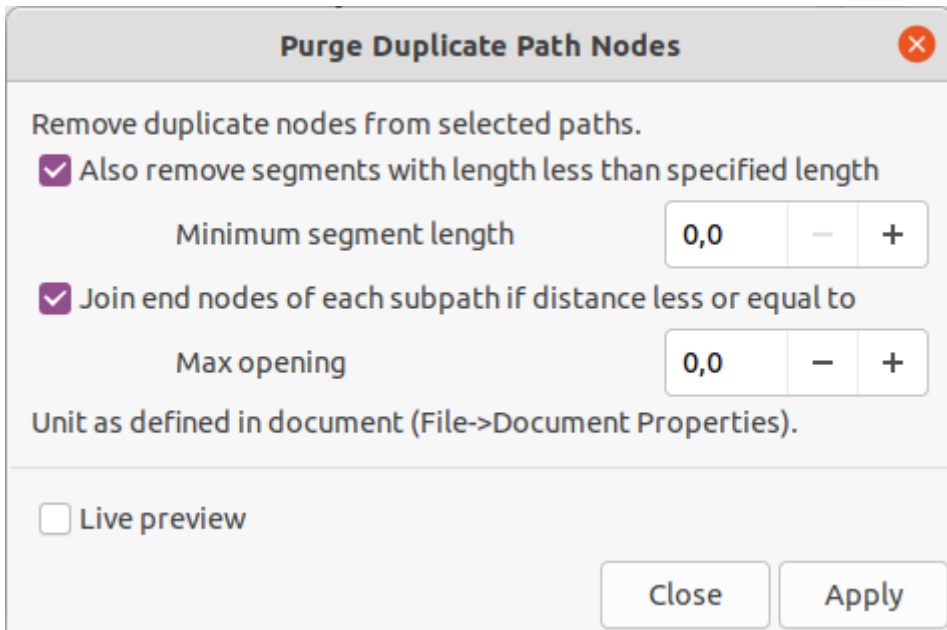 Purge Duplicate Path Nodes
Remove duplicate nodes from selected paths.
Also remove segments with length less than specified length
Minimum segment length 0,0
Join end nodes of each subpath if distance less or equal to
Max opening 0,0
Unit as defined in document (File->Document Properties).
Live preview
Close Apply